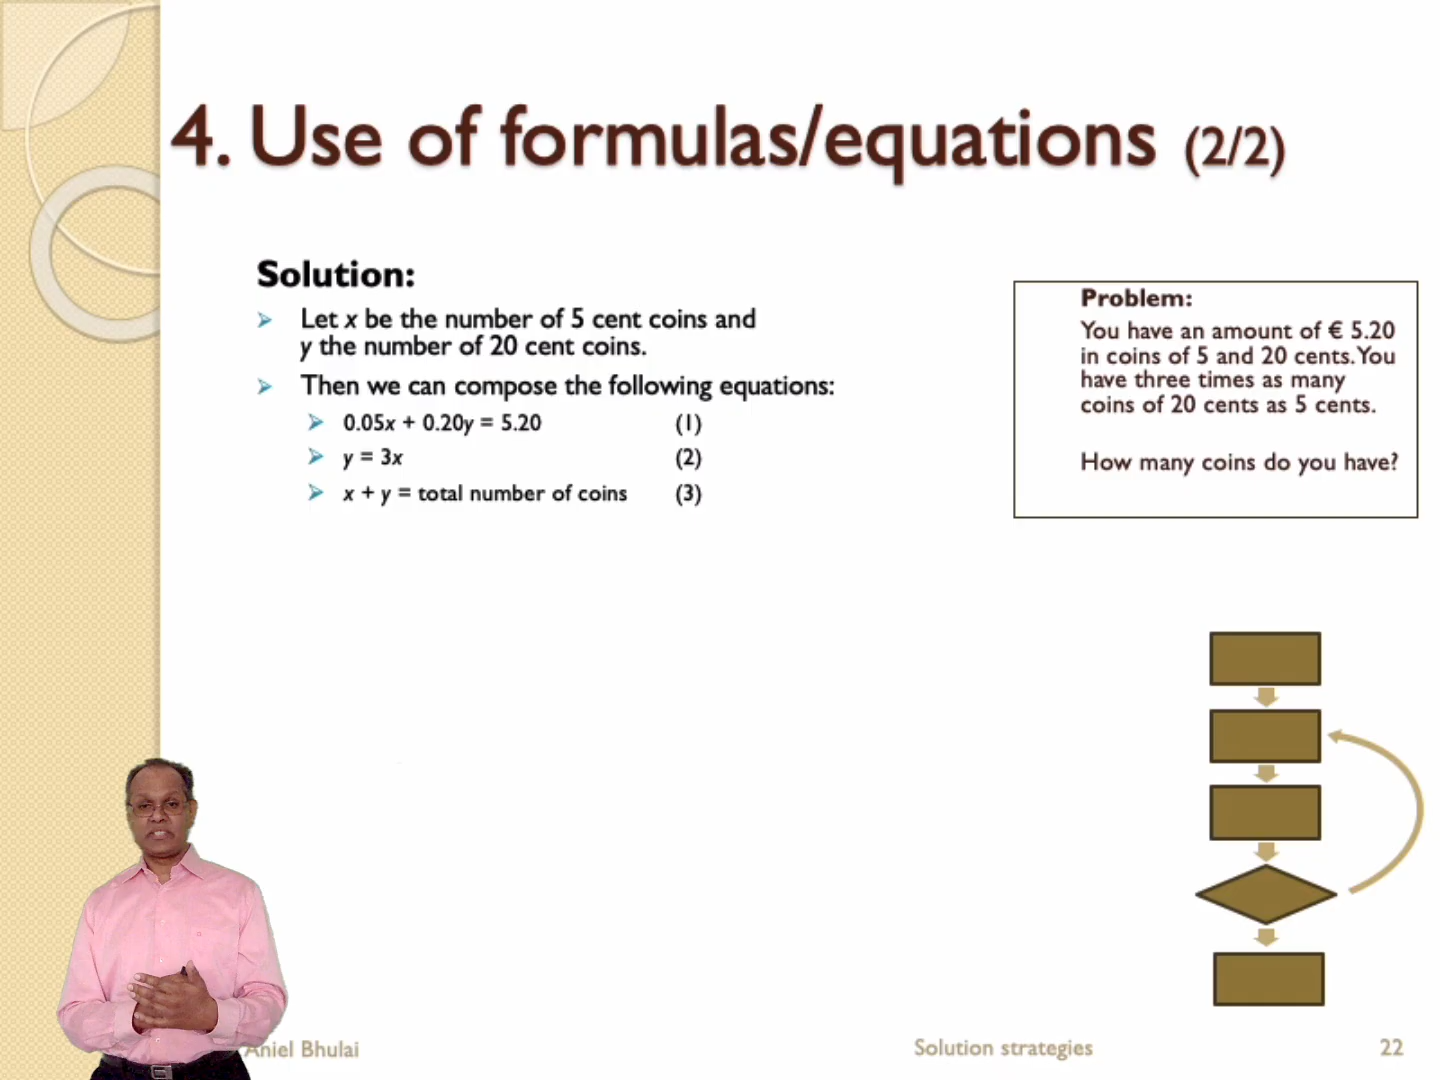 4. Use of formulas/equations (2/2)
Solution:
Let x be the number of 5 cent coins and
y the number of 20 cent coins.
Then we can compose the following equations:
0.05x + 0.20y = 5.20 (1)
y = 3x (2)
x + y = total number of coins (3)
Problem:
You have an amount of € 5.20
in coins of 5 and 20 cents. You
have three times as many
coins of 20 cents as 5 cents.
How many coins do you have?
Aniel Bhulai
Solution strategies
22